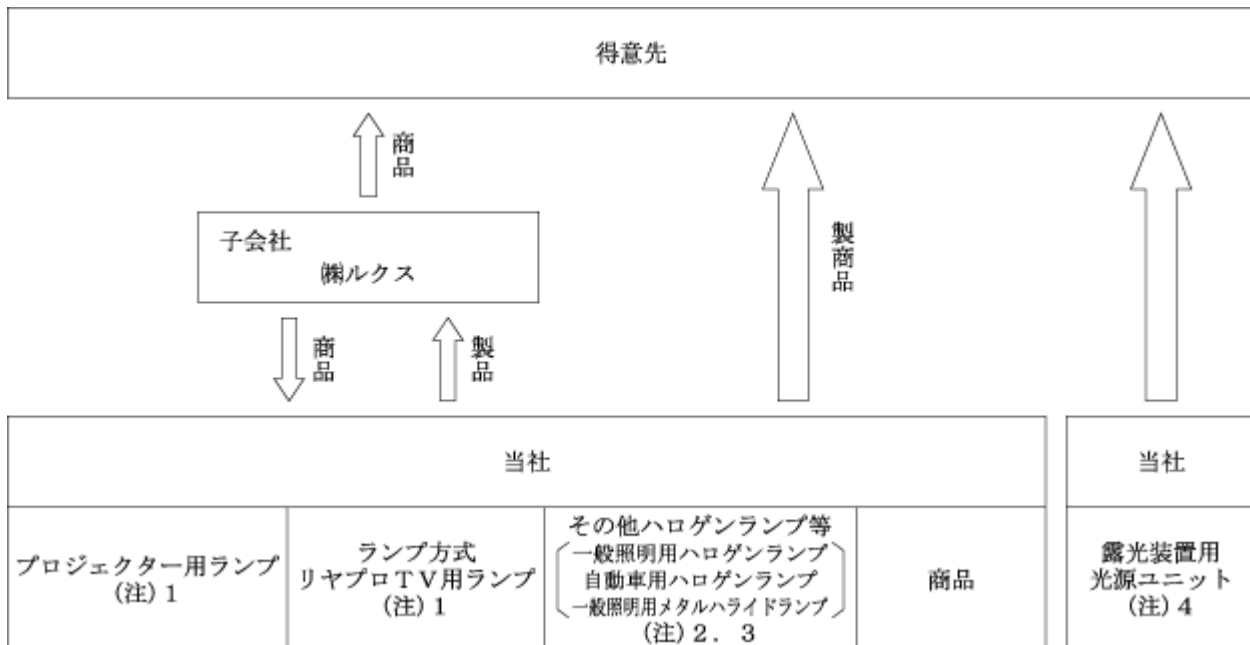 得意先
商品
製商品
子会社
㈱ルクス
商品
製品
当社
当社
プロジェクター用ランプ
(注)1
ランプ方式
リヤプロTV用ランプ
(注)1
その他ハロゲンランプ等
一般照明用ハロゲンランプ
自動車用ハロゲンランプ
一般照明用メタルハライドランプ
(注)2．3
商品
露光装置用
光源ユニット
(注)4